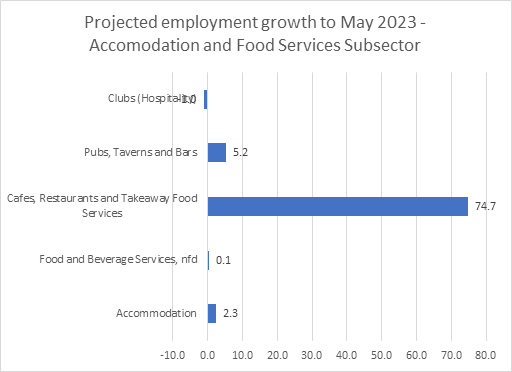 Projected employment growth to May 2023 -
Accomodation and Food Services Subsector
Clubs (Hospitality)
-1.0
Pubs, Taverns and Bars
5.2
Cafes, Restaurants and Takeaway Food
Services
74.7
Food and Beverage Services, nfd
0.1
Accommodation
2.3
-10.0 0.0 10.0 20.0 30.0 40.0 50.0 60.0 70.0 80.0